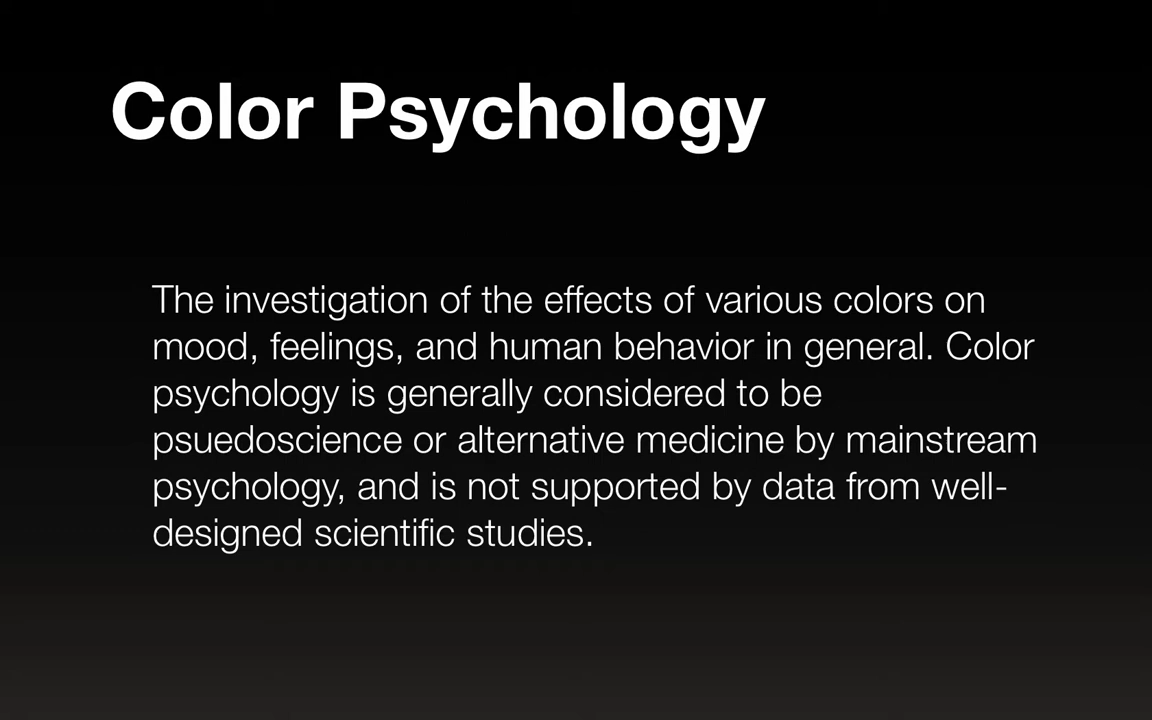 Color Psychology
The investigation of the effects of various colors on
mood, feelings, and human behavior in general. Color
psychology is generally considered to be
psuedoscience or alternative medicine by mainstream
psychology, and is not supported by data from well-
designed scientific studies.